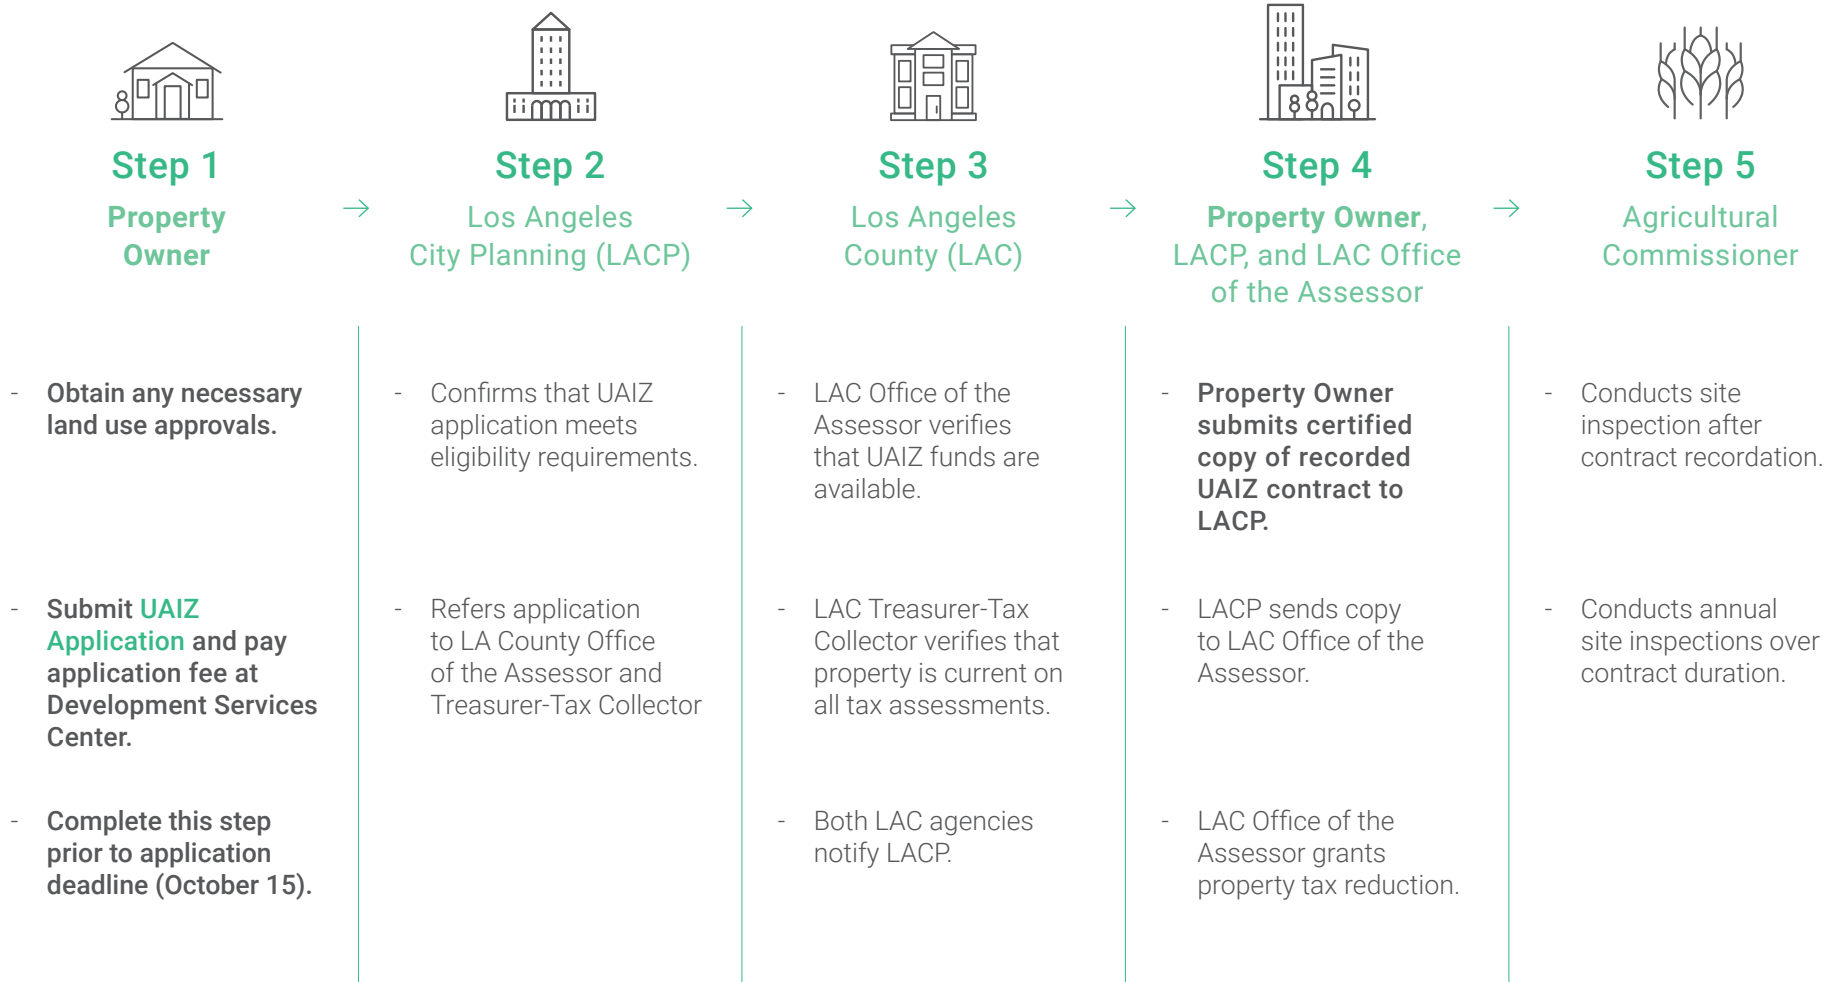 Step 1
Property
Owner
Step 2
Los Angeles
City Planning (LACP)
Step 3
Los Angeles
County (LAC)
Step 4
Property Owner,
LACP, and LAC Office
of the Assessor
Step 5
Agricultural
Commissioner
- Obtain any necessary
land use approvals.
- Submit UAIZ
Application and pay
application fee at
Development Services
Center.
- Complete this step
prior to application
deadline (October 15).
- Confirms that UAIZ
application meets
eligibility requirements.
- Refers application
to LA County Office
of the Assessor and
Treasurer-Tax Collector
- LAC Office of the
Assessor verifies
that UAIZ funds are
available.
- LAC Treasurer-Tax
Collector verifies that
property is current on
all tax assessments.
- Both LAC agencies
notify LACP.
- Property Owner
submits certified
copy of recorded
UAIZ contract to
LACP.
- LACP sends copy
to LAC Office of the
Assessor.
- LAC Office of the
Assessor grants
property tax reduction.
- Conducts site
inspection after
contract recordation.
- Conducts annual
site inspections over
contract duration.